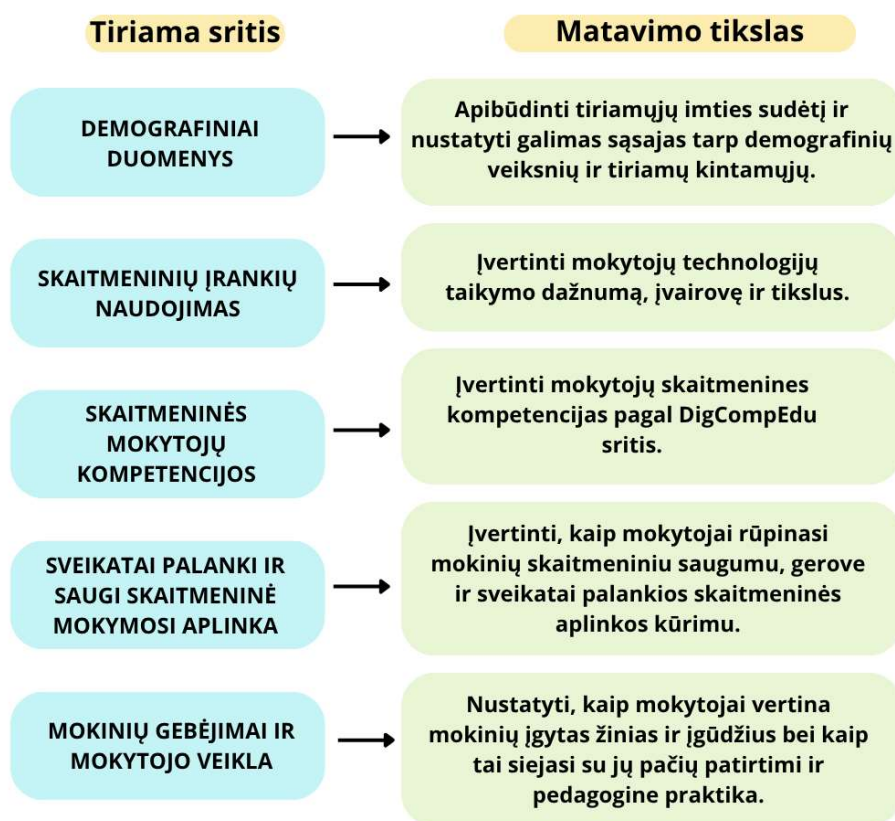 Tiriama sritis
Matavimo tikslas
DEMOGRAFINIAI
DUOMENYS
Apibūdinti tiriamųjų imties sudėtį ir
nustatyti galimas sąsajas tarp demografinių
veiksnių ir tiriamų kintamųjų.
SKAITMENINIŲ ĮRANKIŲ
NAUDOJIMAS
Įvertinti mokytojų technologijų
taikymo dažnumą, įvairovę ir tikslus.
SKAITMENINĖS
MOKYTOJŲ
KOMPETENCIJOS
Įvertinti mokytojų skaitmenines
kompetencijas pagal DigCompEdu
sritis.
SVEIKATAI PALANKI IR
SAUGI SKAITMENINĖ
MOKYMOSI APLINKA
Įvertinti, kaip mokytojai rūpinasi
mokinių skaitmeniniu saugumu, gerove
ir sveikatai palankios skaitmeninės
aplinkos kūrimu.
MOKINIŲ GEBĖJIMAI IR
MOKYTOJO VEIKLA
Nustatyti, kaip mokytojai vertina
mokinių įgytas žinias ir įgūdžius bei kaip
tai siejasi su jų pačių patirtimi ir
pedagogine praktika.